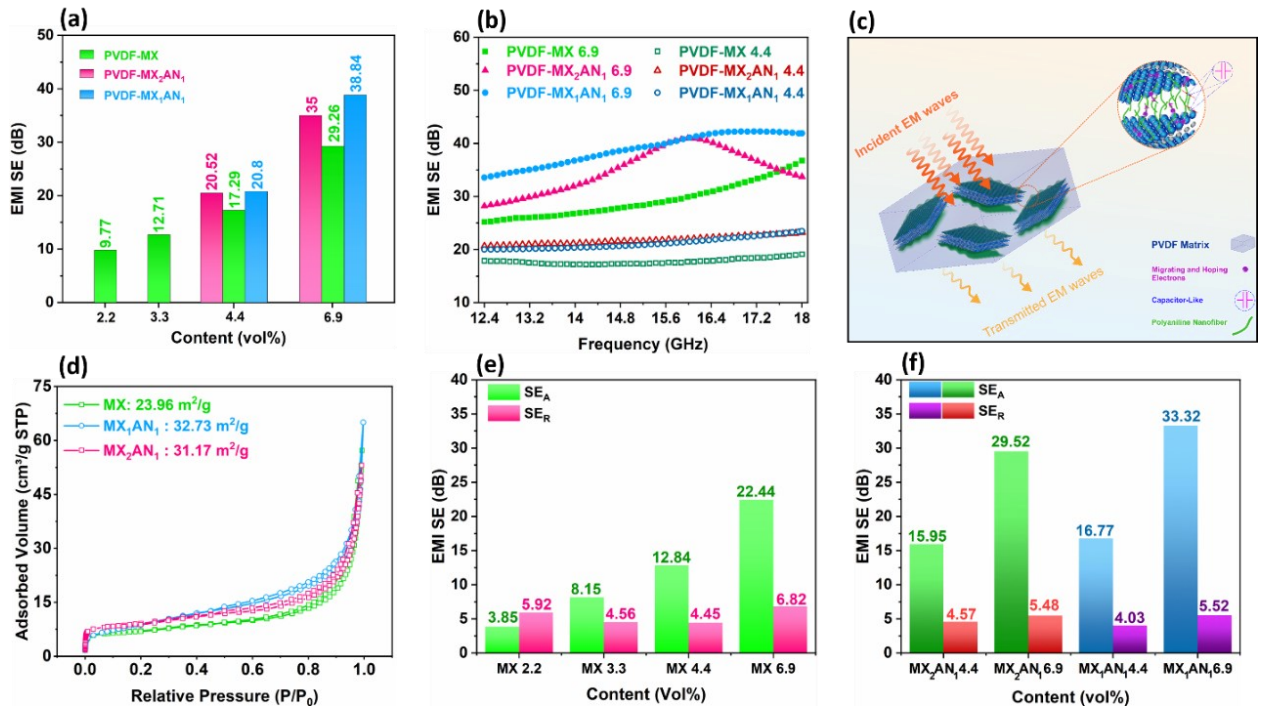 (a)
EMI SE (dB)
50
40
30
20
10
0
PVDF-MX
PVDF-MX₂AN₁
PVDF-MX₁AN₁
9.77
12.71
20.52
17.29
20.8
35
29.26
38.84
2.2 3.3 4.4 6.9
Content (vol%)
(b)
EMI SE (dB)
60
50
40
30
20
10
PVDF-MX 6.9
PVDF-MX₂AN₁ 6.9
PVDF-MX₁AN₁ 6.9
PVDF-MX 4.4
PVDF-MX₂AN₁ 4.4
PVDF-MX₁AN₁ 4.4
12.4 13.2 14 14.8 15.6 16.4 17.2 18
Frequency (GHz)
(c)
Incident EM waves
Transmitted EM waves
PVDF Matrix
Migrating and Hoping
Electrons
Capacitor-Like
Polyaniline Nanofiber
(d)
Adsorbed Volume (cm³/g STP)
75
60
45
30
15
0
MX: 23.96 m²/g
MX₁AN₁ : 32.73 m²/g
MX₂AN₁ : 31.17 m²/g
0.0 0.2 0.4 0.6 0.8 1.0
Relative Pressure (P/P₀)
(e)
EMI SE (dB)
40
35
30
25
20
15
10
5
0
SE_A
SE_R
3.85
5.92
8.15
4.56
12.84
4.45
22.44
6.82
MX 2.2 MX 3.3 MX 4.4 MX 6.9
Content (Vol%)
(f)
EMI SE (dB)
40
35
30
25
20
15
10
5
0
SE_A
SE_R
15.95
4.57
29.52
5.48
16.77
4.03
33.32
5.52
MX₂AN₁4.4 MX₂AN₁6.9 MX₁AN₁4.4 MX₁AN₁6.9
Content (vol%)